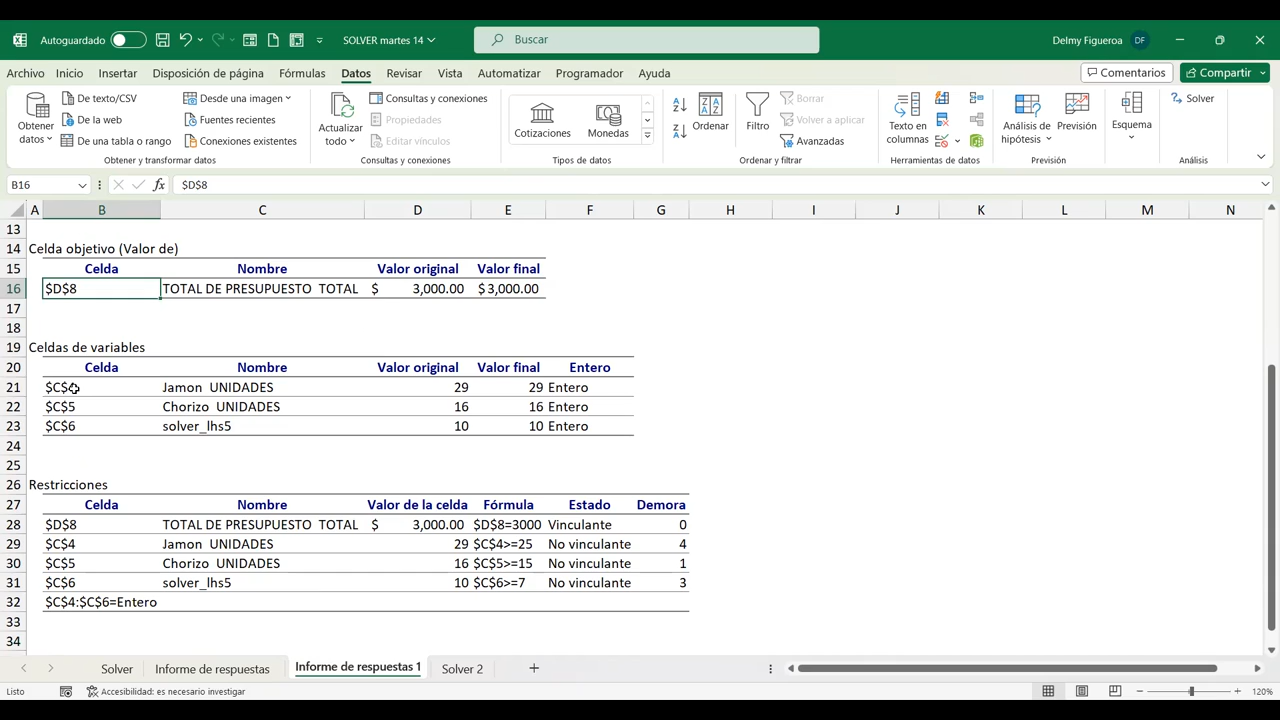 Autoguardado
SOLVER martes 14
Buscar
Delmy Figueroa DF
Archivo Inicio Insertar Disposición de página Fórmulas Datos Revisar Vista Automatizar Programador Ayuda Comentarios Compartir
Obtener datos
De texto/CSV
De la web
De una tabla o rango
Desde una imagen
Fuentes recientes
Conexiones existentes
Obtener y transformar datos
Actualizar todo
Consultas y conexiones
Propiedades
Editar vínculos
Consultas y conexiones
Cotizaciones
Monedas
Tipos de datos
Ordenar
Filtro
Borrar
Volver a aplicar
Avanzadas
Ordenar y filtrar
Texto en columnas
Herramientas de datos
Análisis de hipótesis
Previsión
Previsión
Esquema
Solver
Análisis
B16 fx $D$8
A B C D E F G H I J K L M N
13
14 Celda objetivo (Valor de)
15 Celda Nombre Valor original Valor final
16 $D$8 TOTAL DE PRESUPUESTO TOTAL $ 3,000.00 $ 3,000.00
17
18
19 Celdas de variables
20 Celda Nombre Valor original Valor final Entero
21 $C$ Jamon UNIDADES 29 29 Entero
22 $C$5 Chorizo UNIDADES 16 16 Entero
23 $C$6 solver_lhs5 10 10 Entero
24
25
26 Restricciones
27 Celda Nombre Valor de la celda Fórmula Estado Demora
28 $D$8 TOTAL DE PRESUPUESTO TOTAL $ 3,000.00 $D$8=3000 Vinculante 0
29 $C$4 Jamon UNIDADES 29 $C$4>=25 No vinculante 4
30 $C$5 Chorizo UNIDADES 16 $C$5>=15 No vinculante 1
31 $C$6 solver_lhs5 10 $C$6>=7 No vinculante 3
32 $C$4:$C$6=Entero
33
34
Solver Informe de respuestas Informe de respuestas 1 Solver 2
Listo Accesibilidad: es necesario investigar 120%